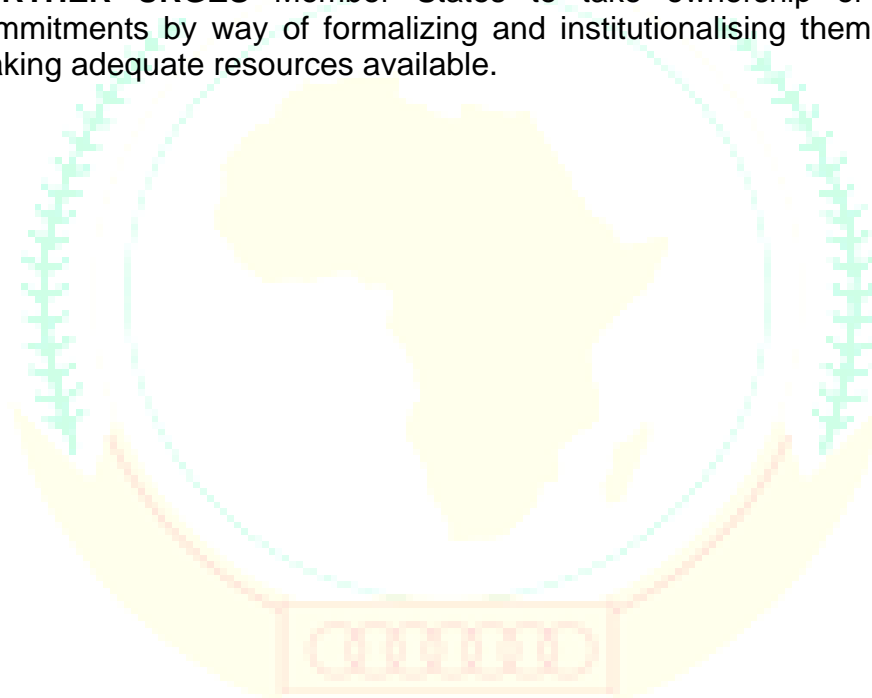 URGES Member States to take ownership of
mmitments by way of formalizing and institutionalising them
aking adequate resources available.